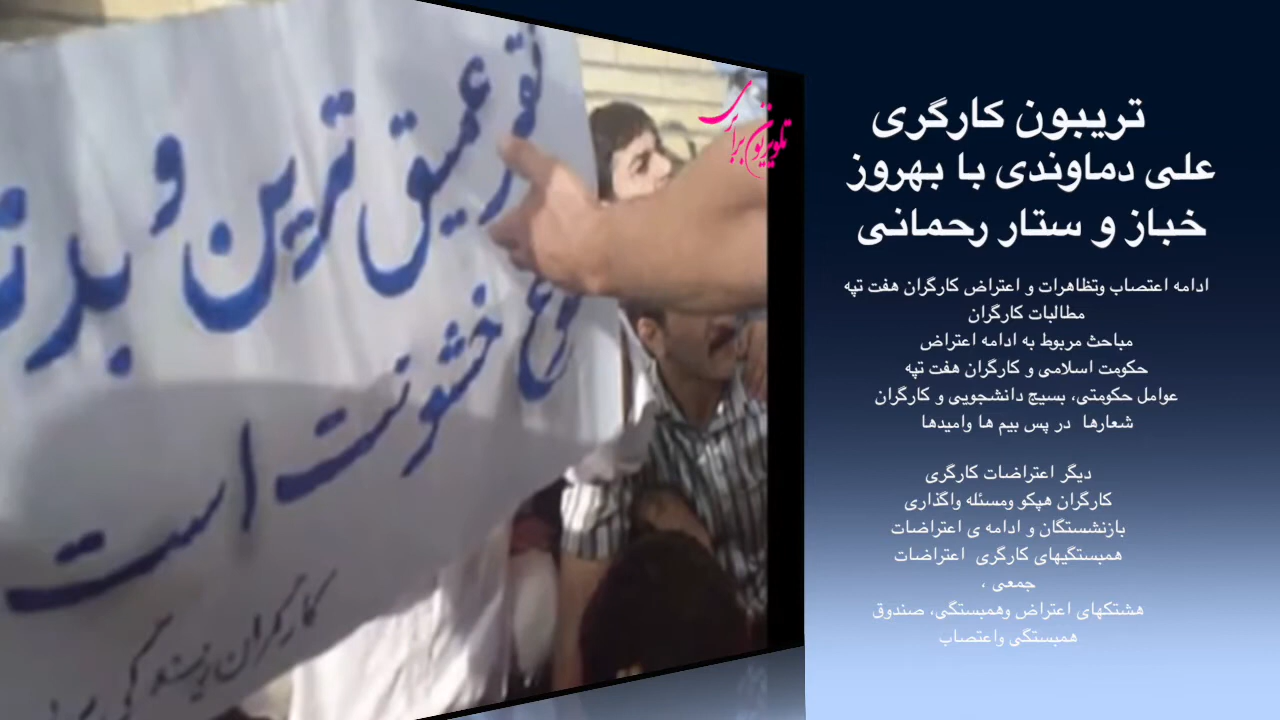 عمیق ترین و
نوع خشونت است
کارگران
تلویزیون برابری
تریبون کارگری
علی دماوندی با بهروز
خباز و ستار رحمانی
ادامه اعتصاب وتظاهرات و اعتراض کارگران هفت تپه
مطالبات کارگران
مباحث مربوط به ادامه اعتراض
حکومت اسلامی و کارگران هفت تپه
عوامل حکومتی، بسیج دانشجویی و کارگران
شعارها در پس بیم ها وامیدها
دیگر اعتراضات کارگری
کارگران هپکو ومسئله واگذاری
بازنشستگان و ادامه ی اعتراضات
همبستگیهای کارگری اعتراضات
جمعی ،
هشتکهای اعتراض وهمبستگی، صندوق
همبستگی واعتصاب